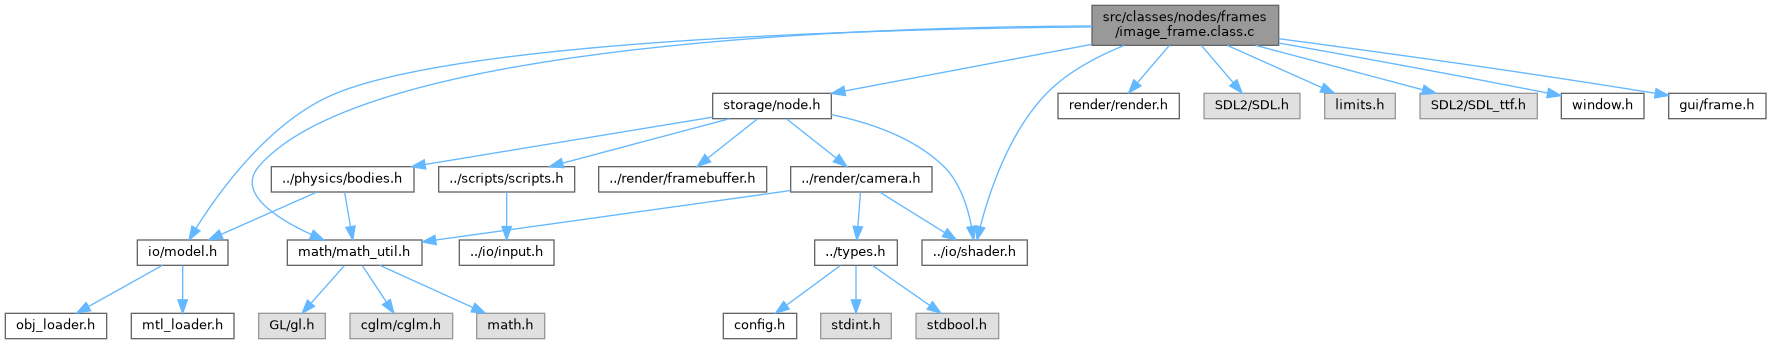 src/classes/nodes/frames
/image_frame.class.c
storage/node.h
render/render.h
SDL2/SDL.h
limits.h
SDL2/SDL_ttf.h
window.h
gui/frame.h
../physics/bodies.h
../scripts/scripts.h
../render/framebuffer.h
../render/camera.h
io/model.h
math/math_util.h
../io/input.h
../types.h
../io/shader.h
obj_loader.h
mtl_loader.h
GL/gl.h
cglm/cglm.h
math.h
config.h
stdint.h
stdbool.h